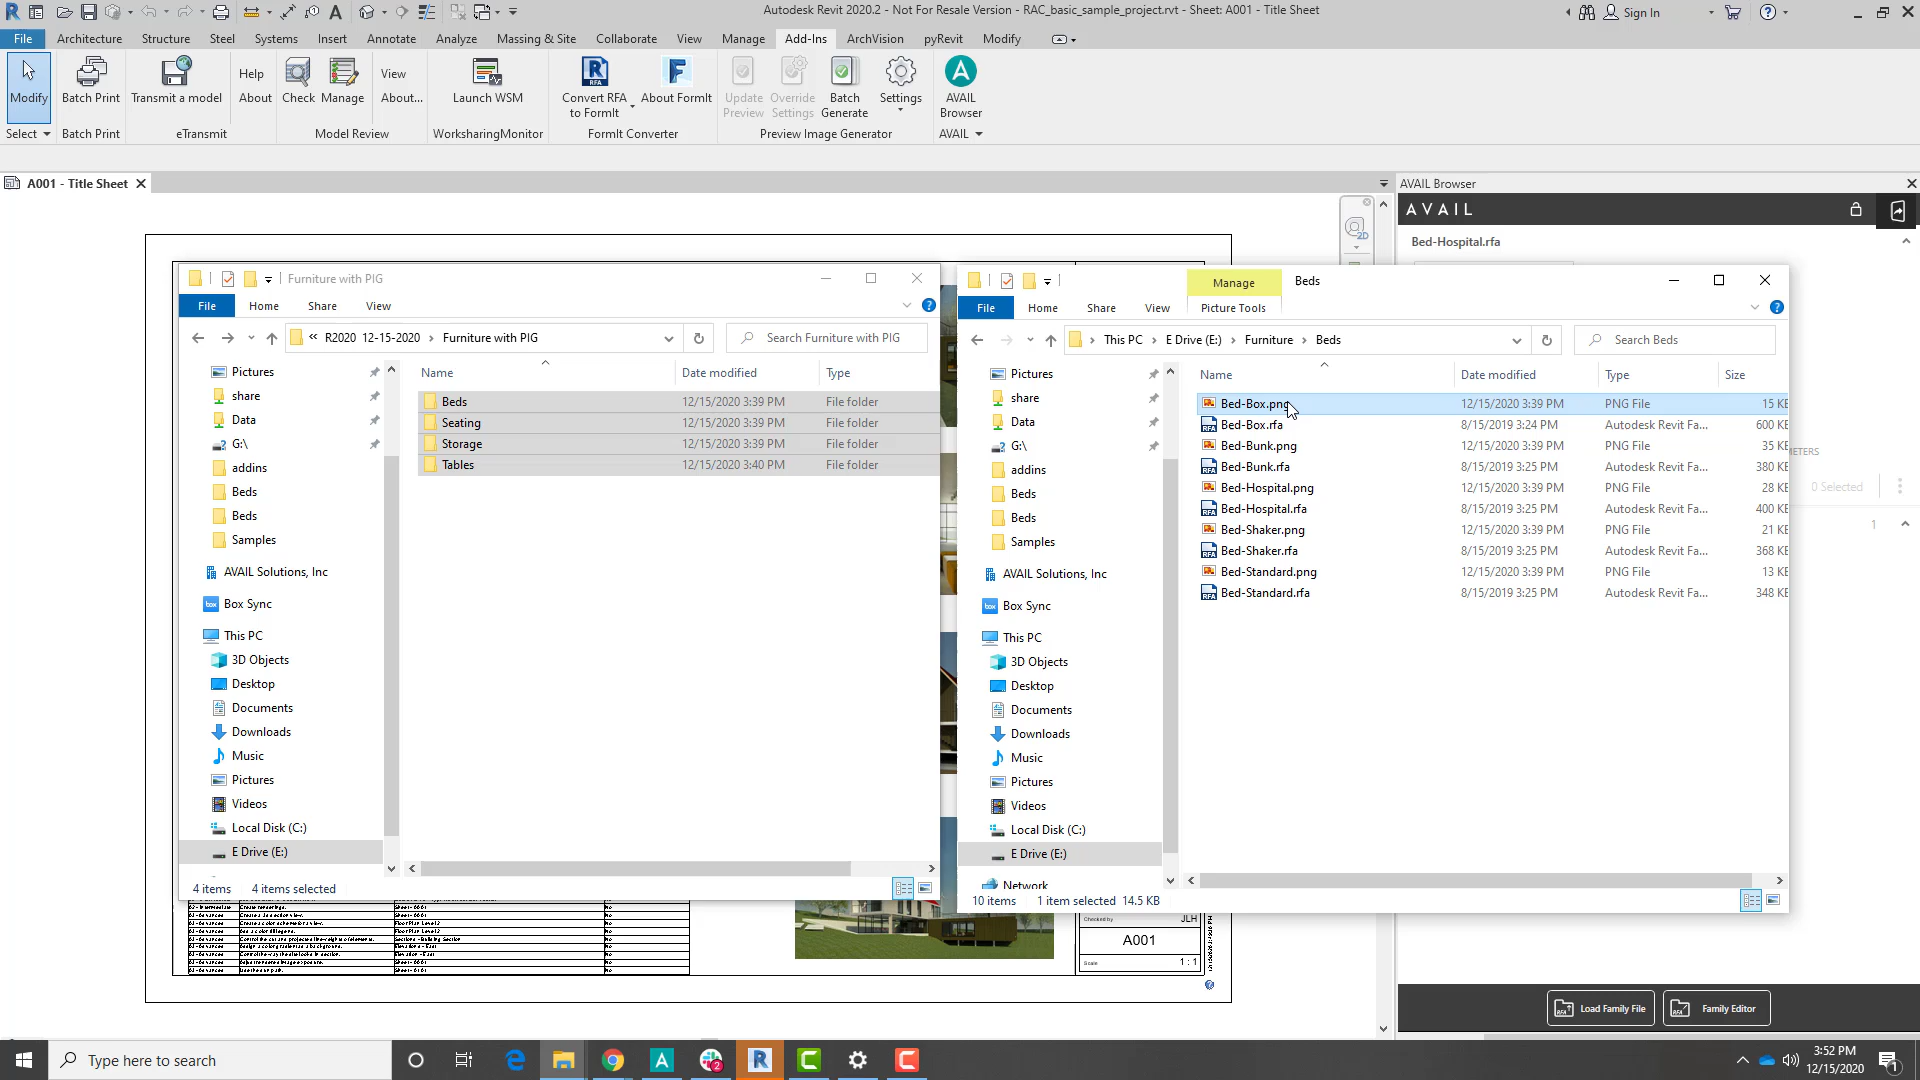 Autodesk Revit 2020.2 - Not For Resale Version - RAC_basic_sample_project.rvt - Sheet: A001 - Title Sheet
Sign In
File Architecture Structure Steel Systems Insert Annotate Analyze Massing & Site Collaborate View Manage Add-Ins ArchVision pyRevit Modify
Modify
Batch Print
Transmit a model
Help
About
Check
Manage
View
About...
Launch WSM
Convert RFA
to FormIt
About FormIt
Update
Preview
Override
Settings
Batch
Generate
Settings
AVAIL
Browser
Select
Batch Print
eTransmit
Model Review
WorksharingMonitor
FormIt Converter
Preview Image Generator
AVAIL
A001 - Title Sheet
2D
AVAIL Browser
AVAIL
Bed-Hospital.rfa
METERS
0 Selected
1
Load Family File
Family Editor
Furniture with PIG
File Home Share View
« R2020 12-15-2020 › Furniture with PIG
Search Furniture with PIG
Name Date modified Type
Beds 12/15/2020 3:39 PM File folder
Seating 12/15/2020 3:39 PM File folder
Storage 12/15/2020 3:39 PM File folder
Tables 12/15/2020 3:40 PM File folder
Pictures
share
Data
G:\
addins
Beds
Beds
Samples
AVAIL Solutions, Inc
Box Sync
This PC
3D Objects
Desktop
Documents
Downloads
Music
Pictures
Videos
Local Disk (C:)
E Drive (E:)
4 items 4 items selected
Manage
Beds
File Home Share View Picture Tools
This PC › E Drive (E:) › Furniture › Beds
Search Beds
Name Date modified Type Size
Bed-Box.png 12/15/2020 3:39 PM PNG File 15 KB
Bed-Box.rfa 8/15/2019 3:24 PM Autodesk Revit Fa... 600 KB
Bed-Bunk.png 12/15/2020 3:39 PM PNG File 35 KB
Bed-Bunk.rfa 8/15/2019 3:25 PM Autodesk Revit Fa... 380 KB
Bed-Hospital.png 12/15/2020 3:39 PM PNG File 28 KB
Bed-Hospital.rfa 8/15/2019 3:25 PM Autodesk Revit Fa... 400 KB
Bed-Shaker.png 12/15/2020 3:39 PM PNG File 21 KB
Bed-Shaker.rfa 8/15/2019 3:25 PM Autodesk Revit Fa... 368 KB
Bed-Standard.png 12/15/2020 3:39 PM PNG File 13 KB
Bed-Standard.rfa 8/15/2019 3:25 PM Autodesk Revit Fa... 348 KB
Pictures
share
Data
G:\
addins
Beds
Beds
Samples
AVAIL Solutions, Inc
Box Sync
This PC
3D Objects
Desktop
Documents
Downloads
Music
Pictures
Videos
Local Disk (C:)
E Drive (E:)
Network
10 items 1 item selected 14.5 KB
Checked by JLH
A001
Scale 1 : 1
Type here to search
3:52 PM
12/15/2020